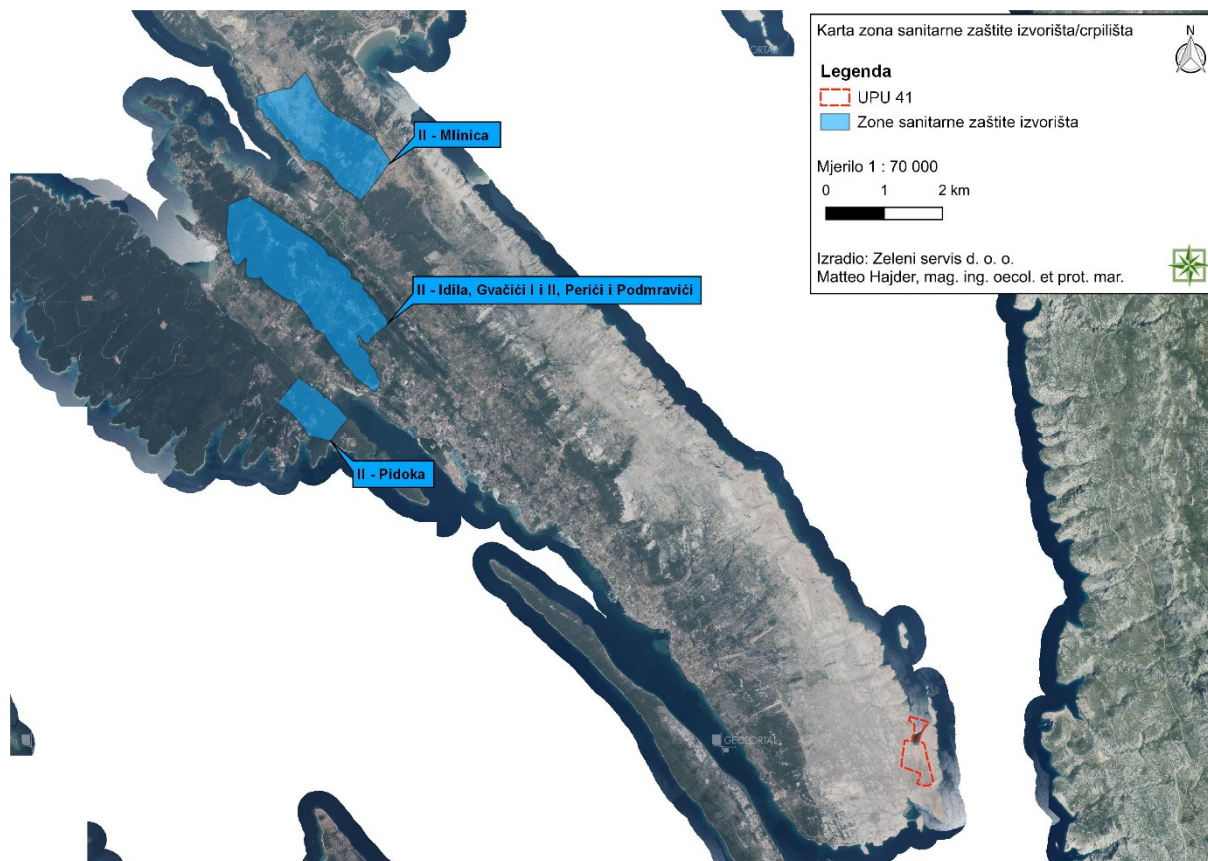 Karta zona sanitarne zaštite izvorišta/crpilišta
N
Legenda
UPU 41
Zone sanitarne zaštite izvorišta
Mjerilo 1 : 70 000
0 1 2 km
Izradio: Zeleni servis d. o. o.
Matteo Hajder, mag. ing. oecol. et prot. mar.
II - Mlinica
II - Idila, Gvačići I i II, Perići i Podmravići
II - Pidoka
GEOPORTAL